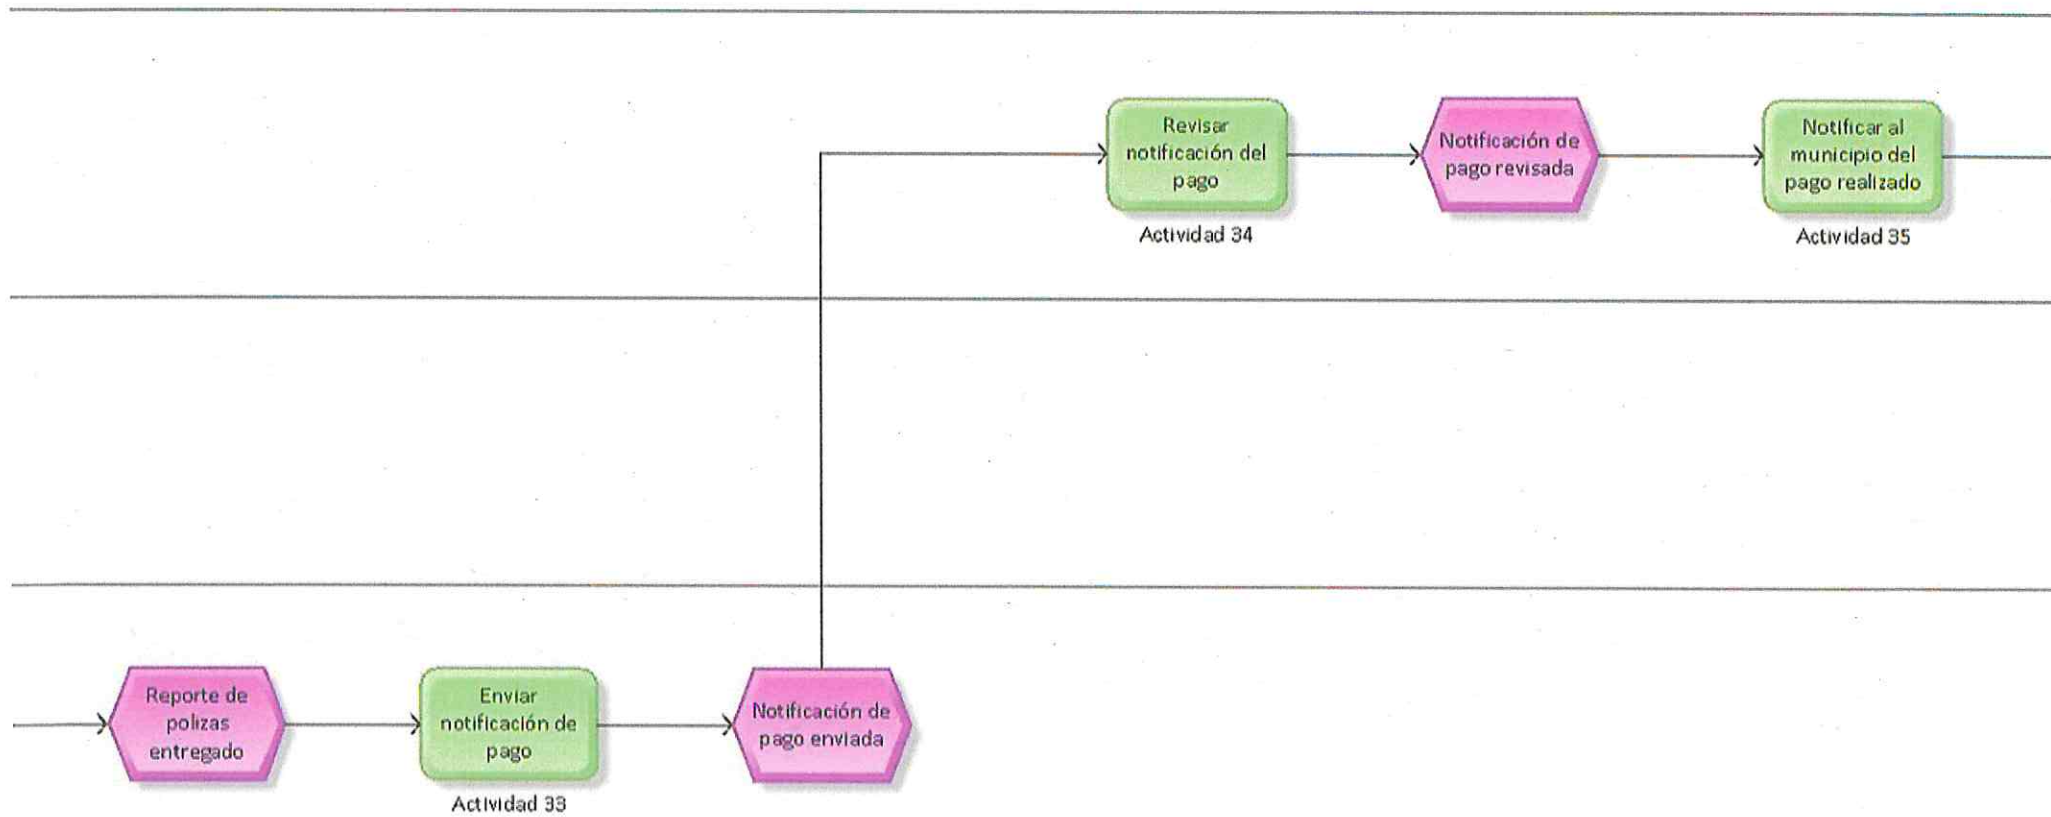 Revisar
notificación del
pago
Actividad 34
Notificación de
pago revisada
Notificar al
municipio del
pago realizado
Actividad 35
Reporte de
polizas
entregado
Enviar
notificación de
pago
Actividad 33
Notificación de
pago enviada